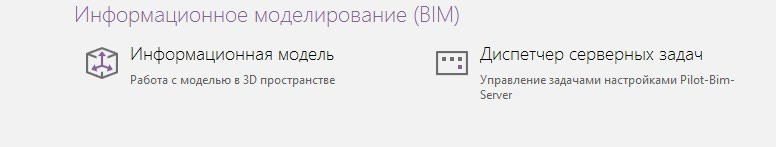 Информационное моделирование (BIM)
Информационная модель
Работа с моделью в 3D пространстве
Диспетчер серверных задач
Управление задачами настройками Pilot-Bim-
Server